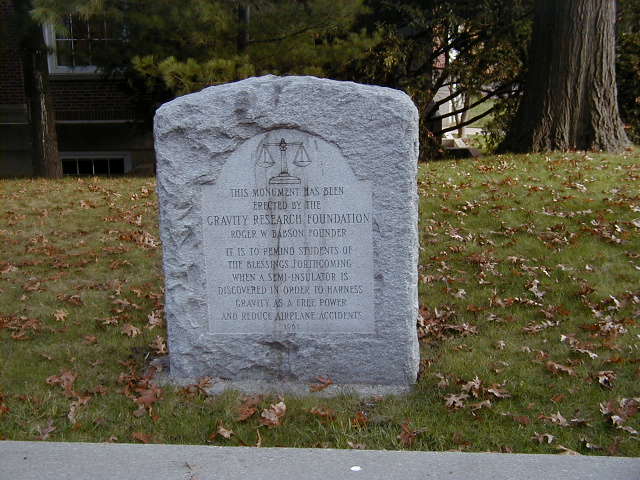 THIS MONUMENT HAS BEEN
ERECTED BY THE
GRAVITY RESEARCH FOUNDATION
ROGER W. BABSON FOUNDER
IT IS TO REMIND STUDENTS OF
THE BLESSINGS FORTHCOMING
WHEN A SEMI-INSULATOR IS
DISCOVERED IN ORDER TO HARNESS
GRAVITY AS A FREE POWER
AND REDUCE AIRPLANE ACCIDENTS
1961